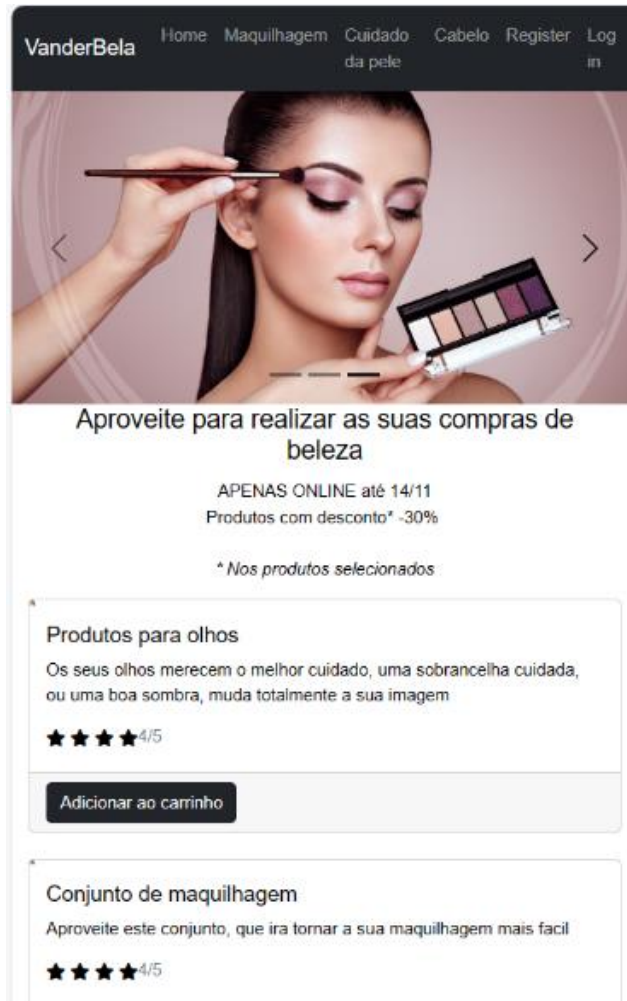 VanderBela Home Maquilhagem Cuidado da pele Cabelo Register Log in
Aproveite para realizar as suas compras de
beleza
APENAS ONLINE até 14/11
Produtos com desconto* -30%
* Nos produtos selecionados
Produtos para olhos
Os seus olhos merecem o melhor cuidado, uma sobrancelha cuidada,
ou uma boa sombra, muda totalmente a sua imagem
4/5
Adicionar ao carrinho
Conjunto de maquilhagem
Aproveite este conjunto, que ira tornar a sua maquilhagem mais facil
4/5